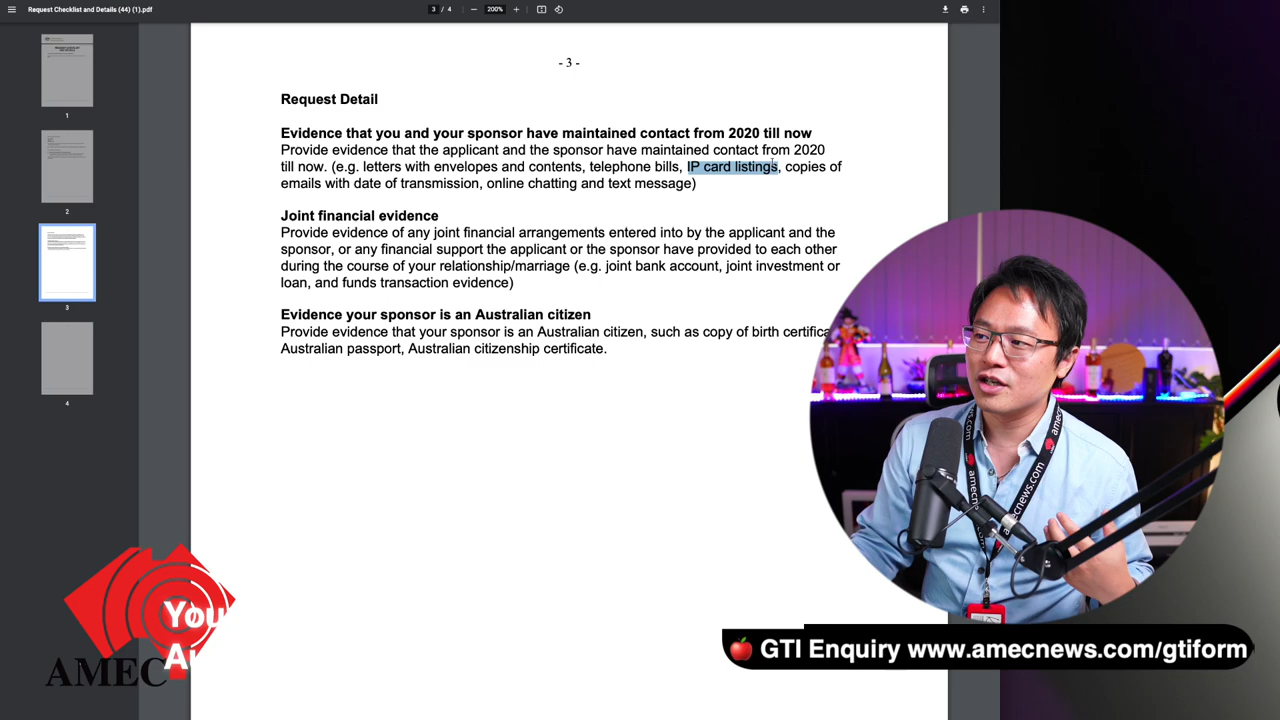 Request Checklist and Details (44) (1).pdf
3 / 4
200%
1
2
3
4
- 3 -
Request Detail
Evidence that you and your sponsor have maintained contact from 2020 till now
Provide evidence that the applicant and the sponsor have maintained contact from 2020
till now. (e.g. letters with envelopes and contents, telephone bills, IP card listings, copies of
emails with date of transmission, online chatting and text message)
Joint financial evidence
Provide evidence of any joint financial arrangements entered into by the applicant and the
sponsor, or any financial support the applicant or the sponsor have provided to each other
during the course of your relationship/marriage (e.g. joint bank account, joint investment or
loan, and funds transaction evidence)
Evidence your sponsor is an Australian citizen
Provide evidence that your sponsor is an Australian citizen, such as copy of birth certifica
Australian passport, Australian citizenship certificate.
amecnews.com
You
AMEC
GTI Enquiry www.amecnews.com/gtiform